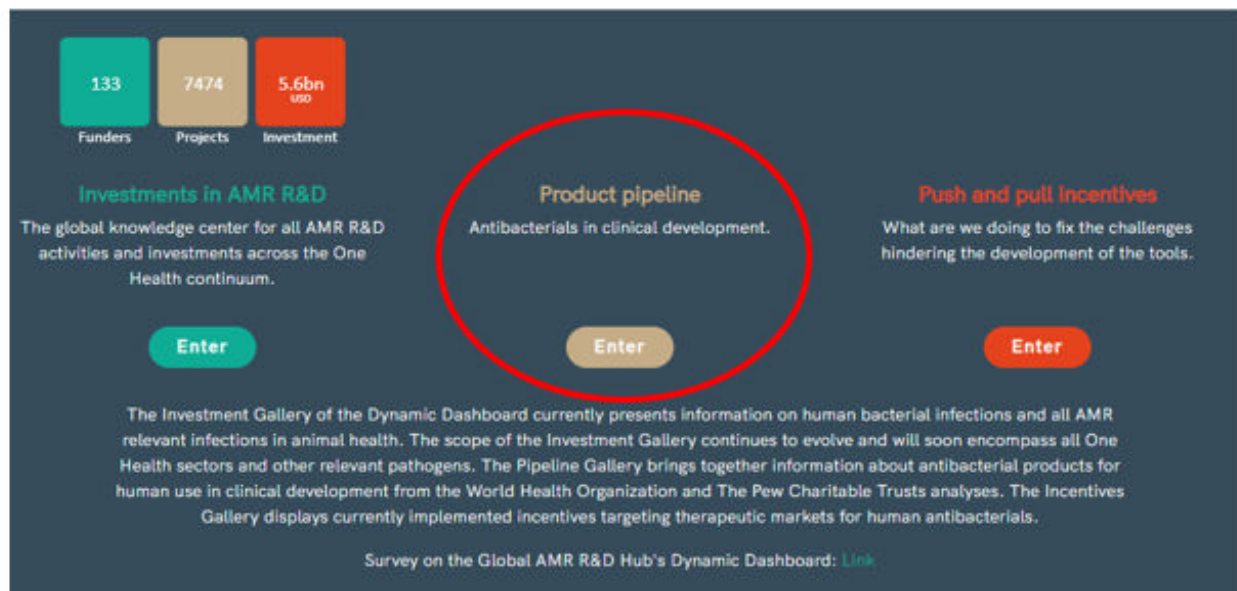 133
7474
5.6bn
USD
Funders
Projects
Investment
Investments in AMR R&D
The global knowledge center for all AMR R&D
activities and investments across the One
Health continuum.
Enter
Product pipeline
Antibacterials in clinical development.
Enter
Push and pull incentives
What are we doing to fix the challenges
hindering the development of the tools.
Enter
The Investment Gallery of the Dynamic Dashboard currently presents information on human bacterial infections and all AMR
relevant infections in animal health. The scope of the Investment Gallery continues to evolve and will soon encompass all One
Health sectors and other relevant pathogens. The Pipeline Gallery brings together information about antibacterial products for
human use in clinical development from the World Health Organization and The Pew Charitable Trusts analyses. The Incentives
Gallery displays currently implemented incentives targeting therapeutic markets for human antibacterials.
Survey on the Global AMR R&D Hub's Dynamic Dashboard: Link